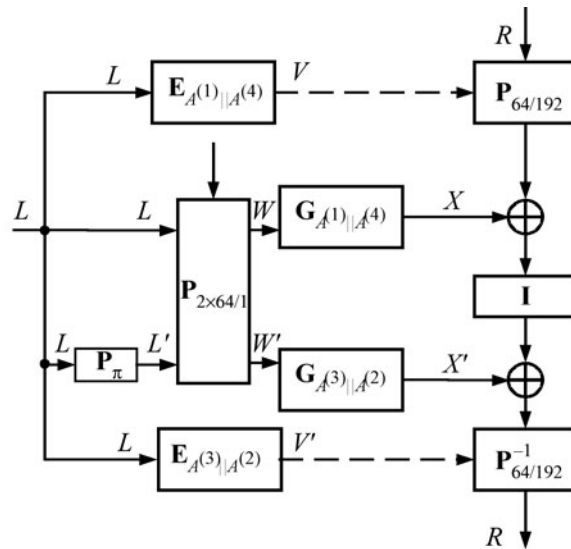 R
L V
E_{A^{(1)}||A^{(4)}} P_{64/192}
L L W G_{A^{(1)}||A^{(4)}} X
P_{2×64/1} I
L P_π L' W' G_{A^{(3)}||A^{(2)}} X'
L E_{A^{(3)}||A^{(2)}} V' P^{-1}_{64/192}
R